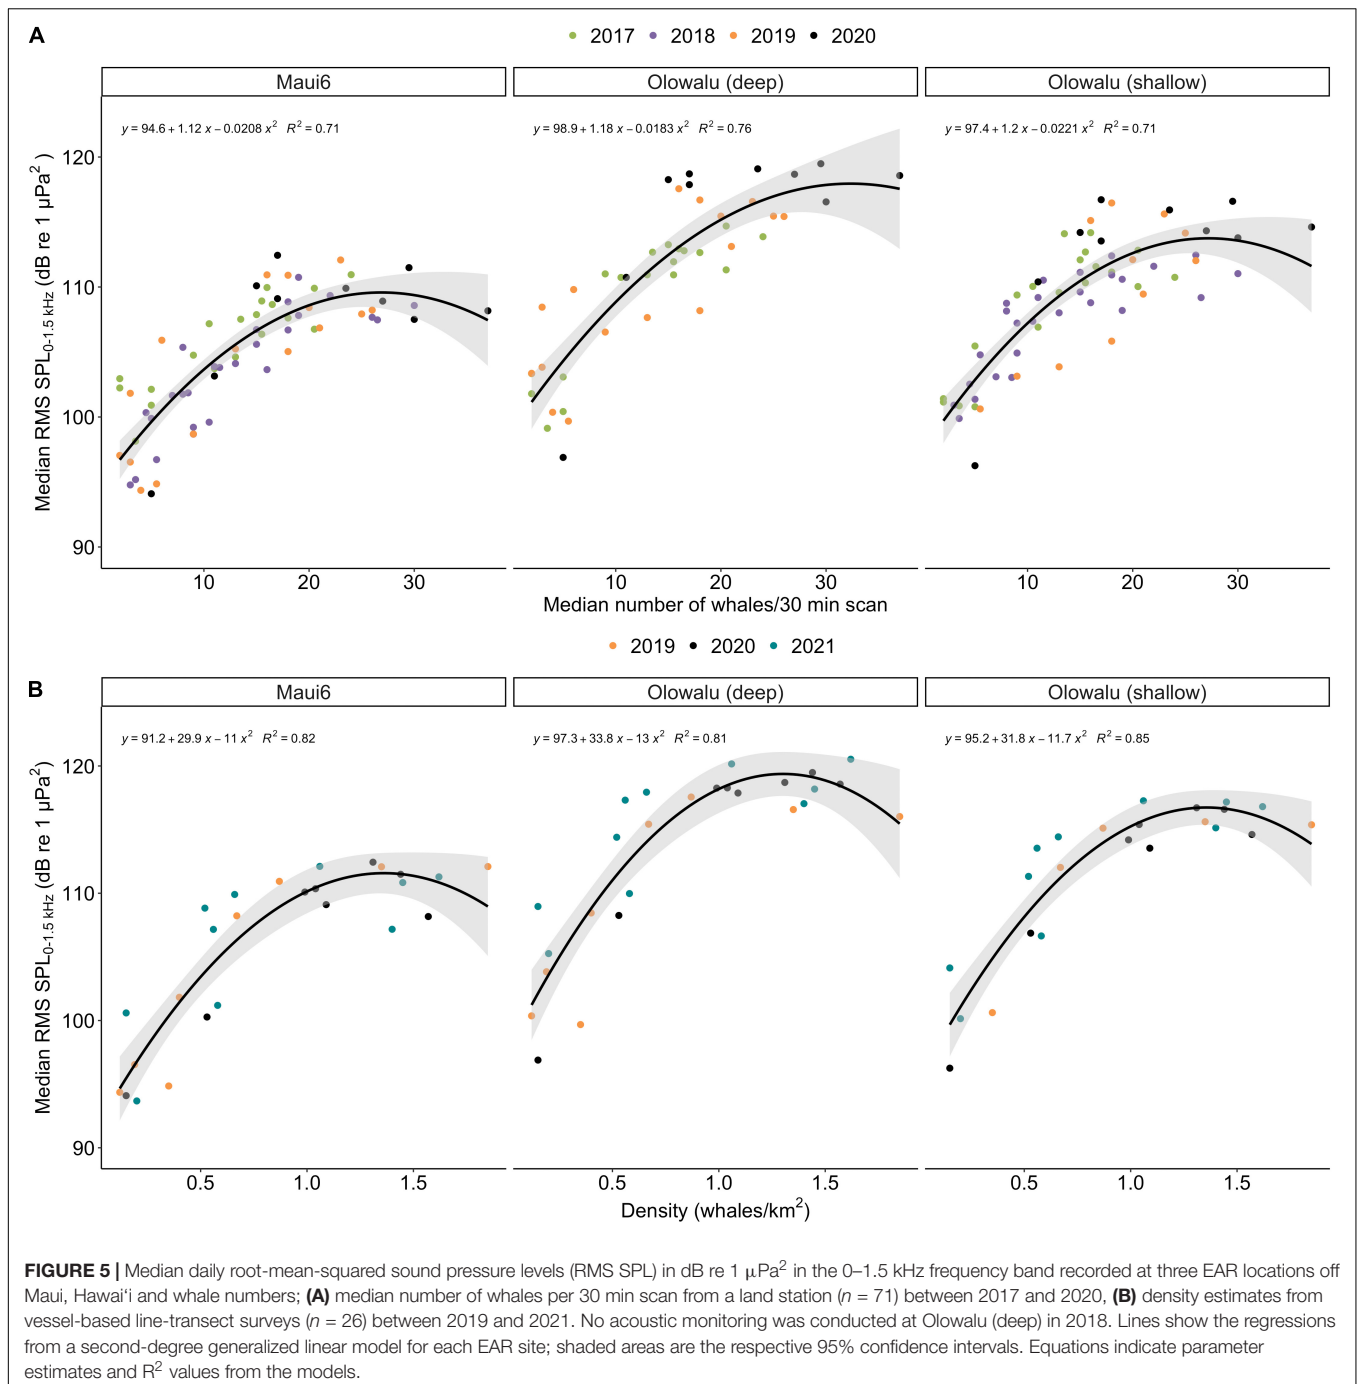 A
2017 2018 2019 2020
Maui6 Olowalu (deep) Olowalu (shallow)
y = 94.6 + 1.12 x − 0.0208 x² R² = 0.71
y = 98.9 + 1.18 x − 0.0183 x² R² = 0.76
y = 97.4 + 1.2 x − 0.0221 x² R² = 0.71
Median RMS SPL0-1.5 kHz (dB re 1 μPa²)
120
110
100
90
10 20 30 10 20 30 10 20 30
Median number of whales/30 min scan
2019 2020 2021
B
Maui6 Olowalu (deep) Olowalu (shallow)
y = 91.2 + 29.9 x − 11 x² R² = 0.82
y = 97.3 + 33.8 x − 13 x² R² = 0.81
y = 95.2 + 31.8 x − 11.7 x² R² = 0.85
Median RMS SPL0-1.5 kHz (dB re 1 μPa²)
120
110
100
90
0.5 1.0 1.5 0.5 1.0 1.5 0.5 1.0 1.5
Density (whales/km²)
FIGURE 5 | Median daily root-mean-squared sound pressure levels (RMS SPL) in dB re 1 μPa² in the 0–1.5 kHz frequency band recorded at three EAR locations off
Maui, Hawai‘i and whale numbers; (A) median number of whales per 30 min scan from a land station (n = 71) between 2017 and 2020, (B) density estimates from
vessel-based line-transect surveys (n = 26) between 2019 and 2021. No acoustic monitoring was conducted at Olowalu (deep) in 2018. Lines show the regressions
from a second-degree generalized linear model for each EAR site; shaded areas are the respective 95% confidence intervals. Equations indicate parameter
estimates and R² values from the models.